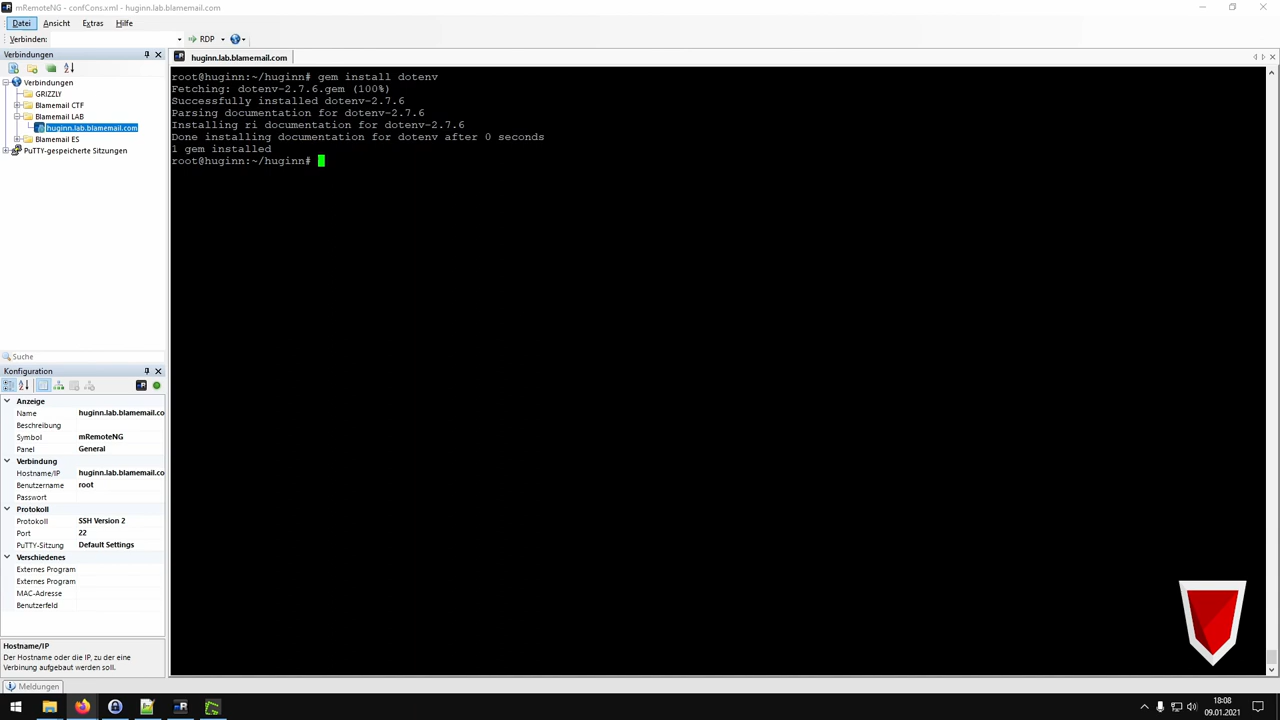 mRemoteNG - confCons.xml - huginn.lab.blamemail.com
Datei Ansicht Extras Hilfe
Verbinden: RDP
Verbindungen
huginn.lab.blamemail.com
Verbindungen
GRIZZLY
Blamemail CTF
Blamemail LAB
huginn.lab.blamemail.com
Blamemail ES
PuTTY-gespeicherte Sitzungen
root@huginn:~/huginn# gem install dotenv
Fetching: dotenv-2.7.6.gem (100%)
Successfully installed dotenv-2.7.6
Parsing documentation for dotenv-2.7.6
Installing ri documentation for dotenv-2.7.6
Done installing documentation for dotenv after 0 seconds
1 gem installed
root@huginn:~/huginn#
Suche
Konfiguration
Anzeige
Name huginn.lab.blamemail.co
Beschreibung
Symbol mRemoteNG
Panel General
Verbindung
Hostname/IP huginn.lab.blamemail.co
Benutzername root
Passwort
Protokoll
Protokoll SSH Version 2
Port 22
PuTTY-Sitzung Default Settings
Verschiedenes
Externes Program
Externes Program
MAC-Adresse
Benutzerfeld
Hostname/IP
Der Hostname oder die IP, zu der eine
Verbinung aufgebaut werden soll.
Meldungen
18:08
09.01.2021